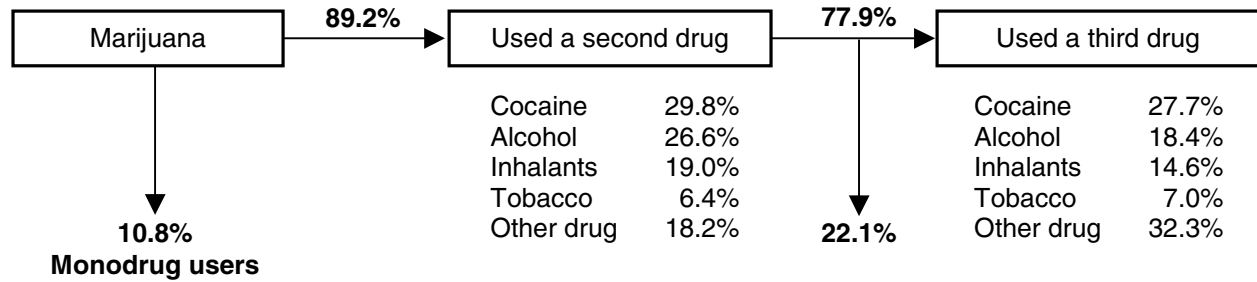 89.2% 77.9%
Marijuana Used a second drug Used a third drug
Cocaine 29.8% Cocaine 27.7%
Alcohol 26.6% Alcohol 18.4%
Inhalants 19.0% Inhalants 14.6%
Tobacco 6.4% Tobacco 7.0%
10.8% Other drug 18.2% 22.1% Other drug 32.3%
Monodrug users